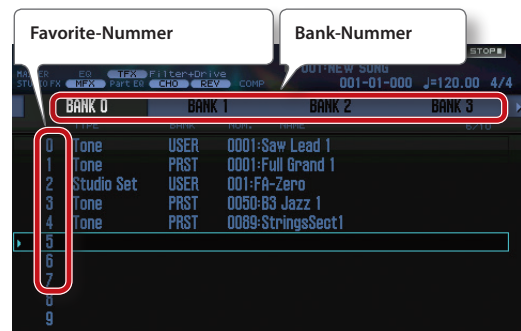 Favorite-Nummer
Bank-Nummer
STOP
EQ TFX Filter+Drive 001:NEW SONG
FX MFX Part EQ CHO REV COMP 001-01-000 ♩=120.00 4/4
BANK 0 BANK 1 BANK 2 BANK 3
TYPE BANK NUM. NAME 6/10
0 Tone USER 0001:Saw Lead 1
1 Tone PRST 0001:Full Grand 1
2 Studio Set USER 001:FA-Zero
3 Tone PRST 0050:B3 Jazz 1
4 Tone PRST 0089:StringsSect1
5
6
7
8
9